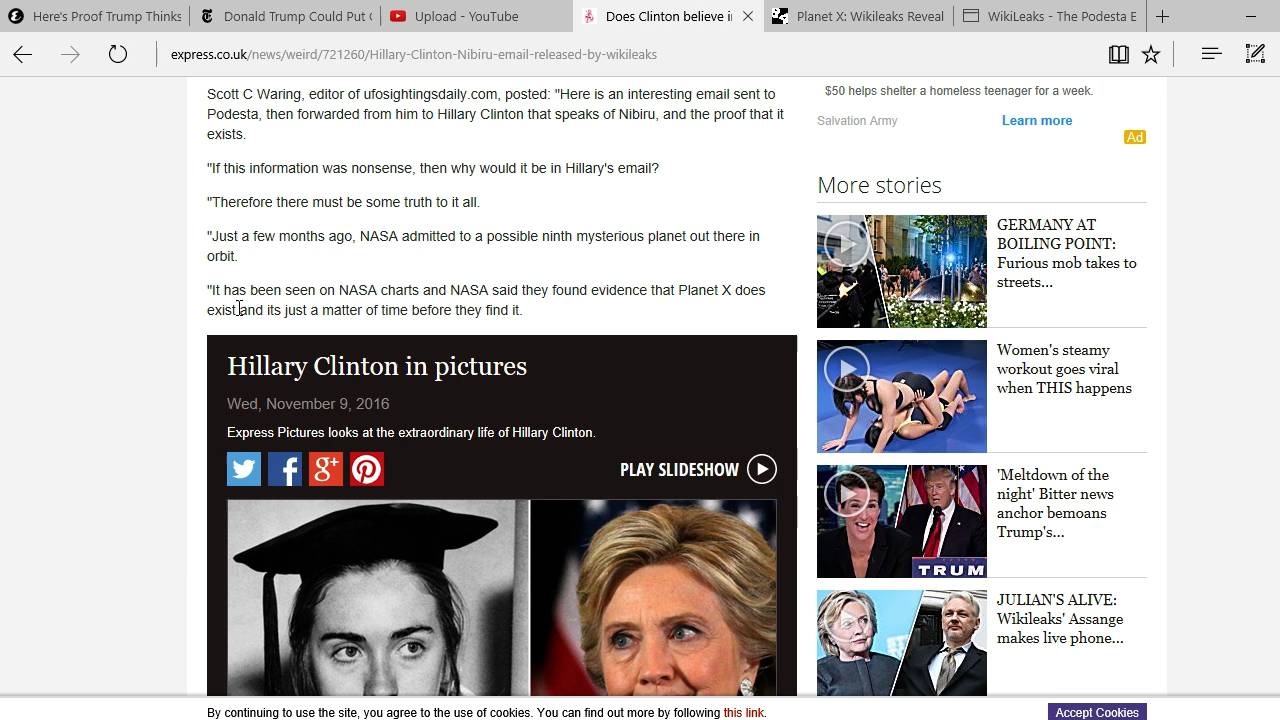 Here's Proof Trump Thinks
Donald Trump Could Put
Upload - YouTube
Does Clinton believe i
Planet X: Wikileaks Reveal
WikiLeaks - The Podesta E
express.co.uk/news/weird/721260/Hillary-Clinton-Nibiru-email-released-by-wikileaks
Scott C Waring, editor of ufosightingsdaily.com, posted: "Here is an interesting email sent to
Podesta, then forwarded from him to Hillary Clinton that speaks of Nibiru, and the proof that it
exists.
"If this information was nonsense, then why would it be in Hillary's email?
"Therefore there must be some truth to it all.
"Just a few months ago, NASA admitted to a possible ninth mysterious planet out there in
orbit.
"It has been seen on NASA charts and NASA said they found evidence that Planet X does
exist and its just a matter of time before they find it.
Hillary Clinton in pictures
Wed, November 9, 2016
Express Pictures looks at the extraordinary life of Hillary Clinton.
g+
PLAY SLIDESHOW
$50 helps shelter a homeless teenager for a week.
Salvation Army
Learn more
Ad
More stories
GERMANY AT
BOILING POINT:
Furious mob takes to
streets...
Women's steamy
workout goes viral
when THIS happens
'Meltdown of the
night' Bitter news
anchor bemoans
Trump's...
TRUM
JULIAN'S ALIVE:
Wikileaks' Assange
makes live phone...
By continuing to use the site, you agree to the use of cookies. You can find out more by following this link.
Accept Cookies